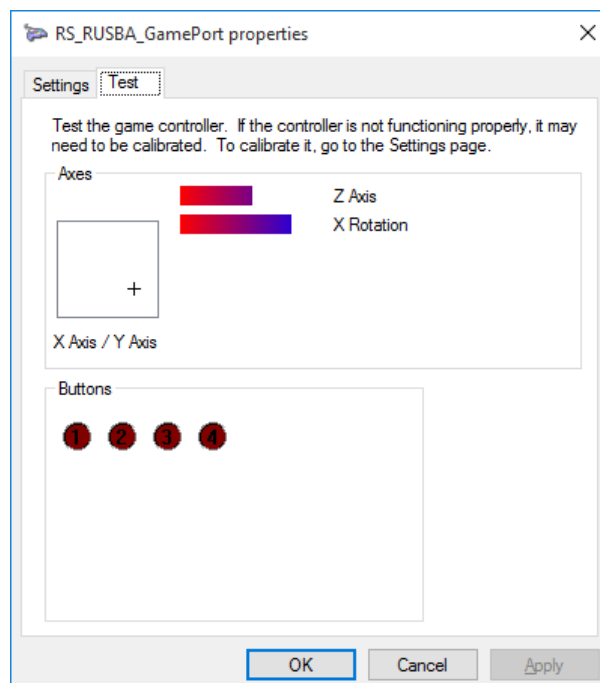 RS_RUSBA_GamePort properties
Settings
Test
Test the game controller. If the controller is not functioning properly, it may
need to be calibrated. To calibrate it, go to the Settings page.
Axes
Z Axis
X Rotation
X Axis / Y Axis
Buttons
1 2 3 4
OK Cancel Apply